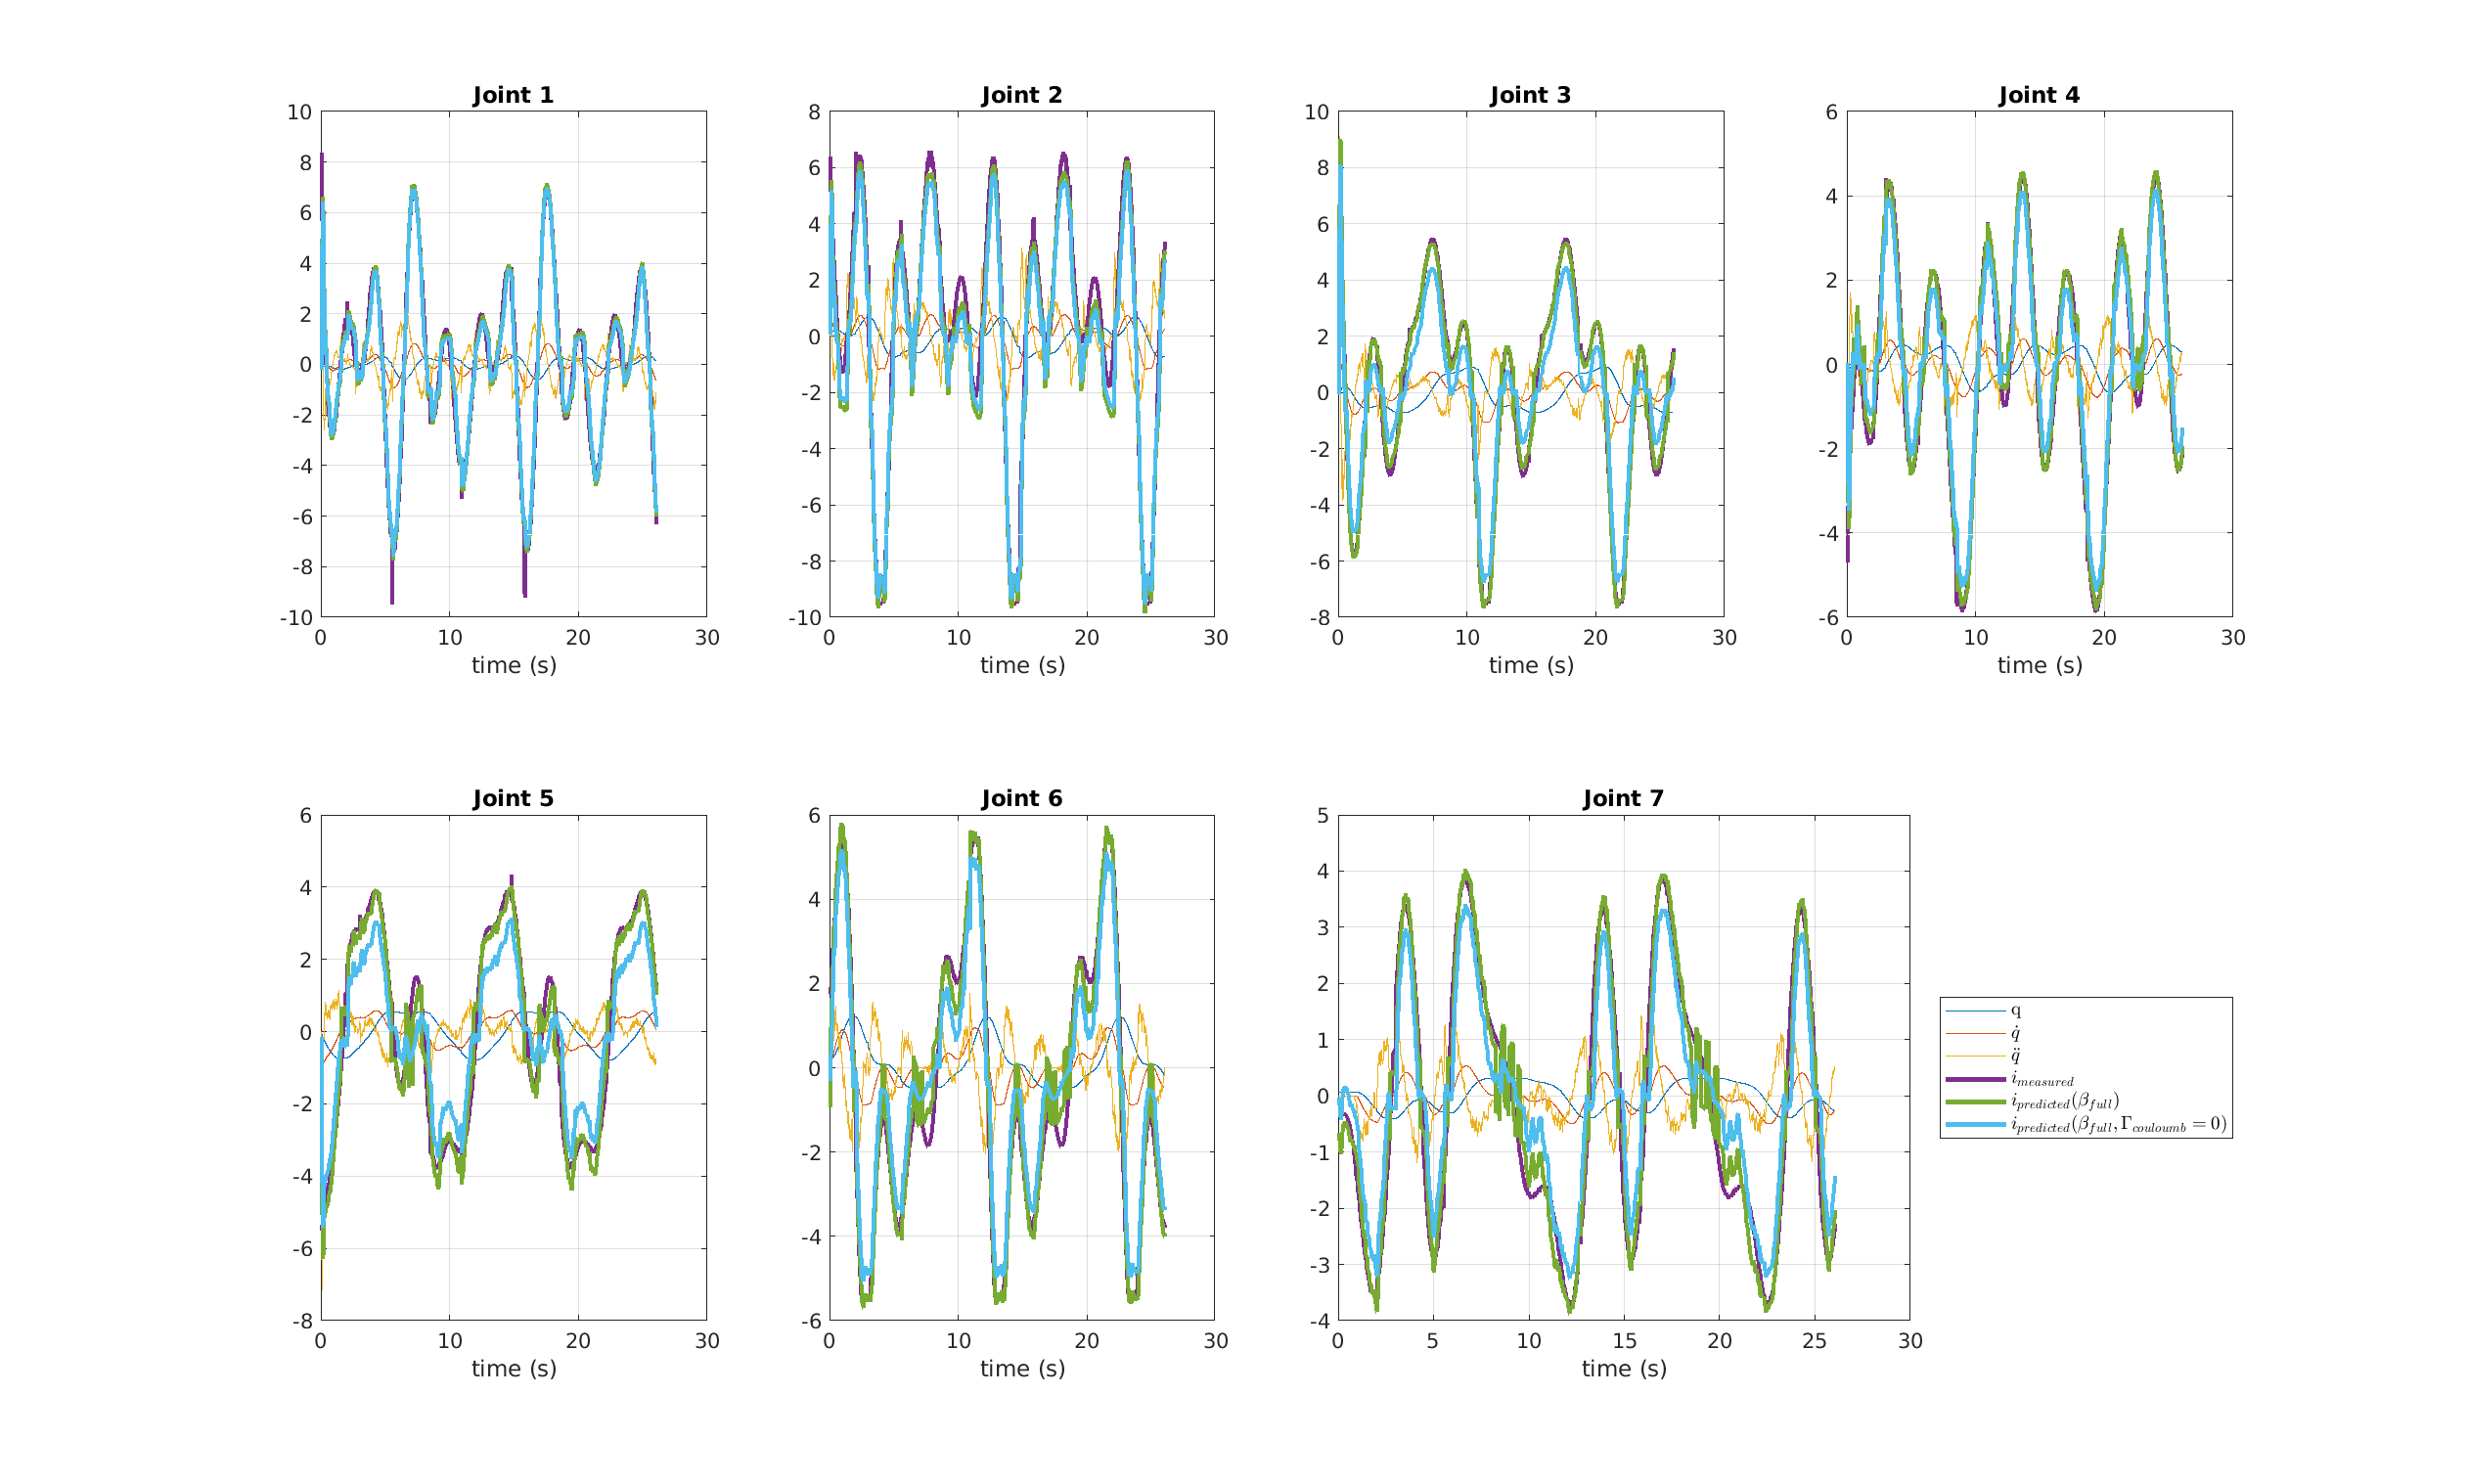 Joint 1
10
8
6
4
2
0
-2
-4
-6
-8
-10
0 10 20 30
time (s)
Joint 2
8
6
4
2
0
-2
-4
-6
-8
-10
0 10 20 30
time (s)
Joint 3
10
8
6
4
2
0
-2
-4
-6
-8
0 10 20 30
time (s)
Joint 4
6
4
2
0
-2
-4
-6
0 10 20 30
time (s)
Joint 5
6
4
2
0
-2
-4
-6
-8
0 10 20 30
time (s)
Joint 6
6
4
2
0
-2
-4
-6
0 10 20 30
time (s)
Joint 7
5
4
3
2
1
0
-1
-2
-3
-4
0 5 10 15 20 25 30
time (s)
q
q̇
q̈
i_measured
i_predicted(β_full)
i_predicted(β_full, Γ_couloumb = 0)